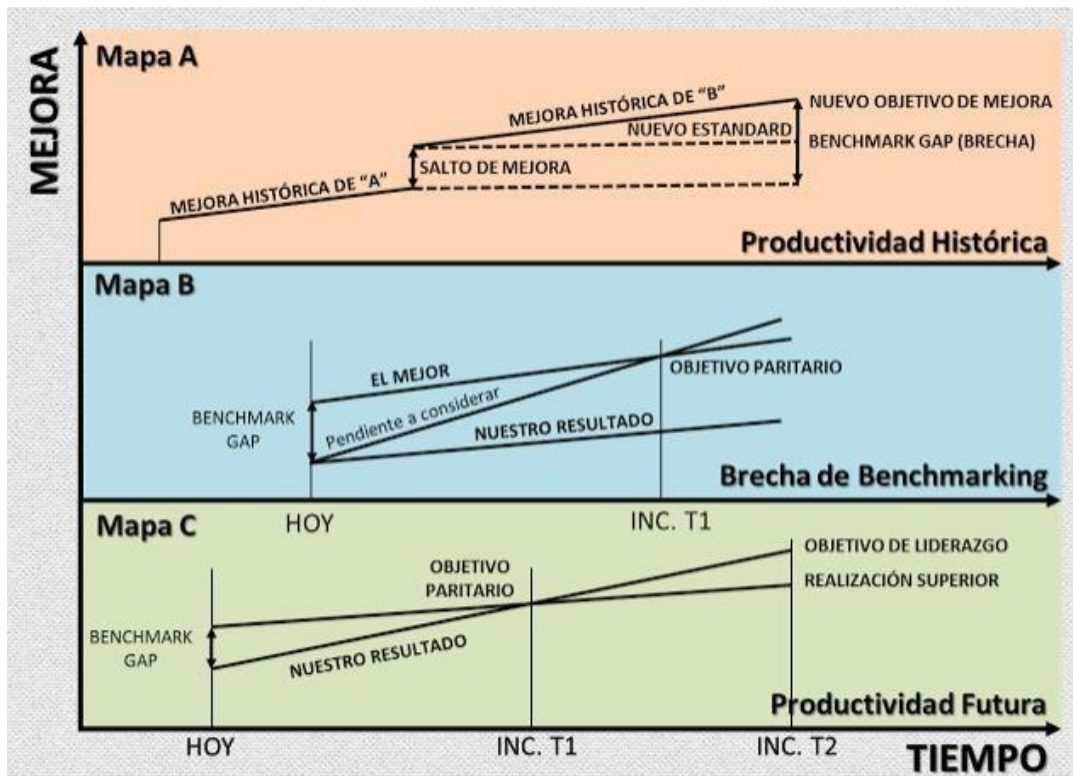 MEJORA
Mapa A
MEJORA HISTÓRICA DE "B"
NUEVO OBJETIVO DE MEJORA
NUEVO ESTANDARD
BENCHMARK GAP (BRECHA)
SALTO DE MEJORA
MEJORA HISTÓRICA DE "A"
Productividad Histórica
Mapa B
EL MEJOR
OBJETIVO PARITARIO
BENCHMARK
GAP
Pendiente a considerar
NUESTRO RESULTADO
Brecha de Benchmarking
HOY
INC. T1
Mapa C
OBJETIVO
PARITARIO
OBJETIVO DE LIDERAZGO
REALIZACIÓN SUPERIOR
BENCHMARK
GAP
NUESTRO RESULTADO
Productividad Futura
HOY
INC. T1
INC. T2
TIEMPO